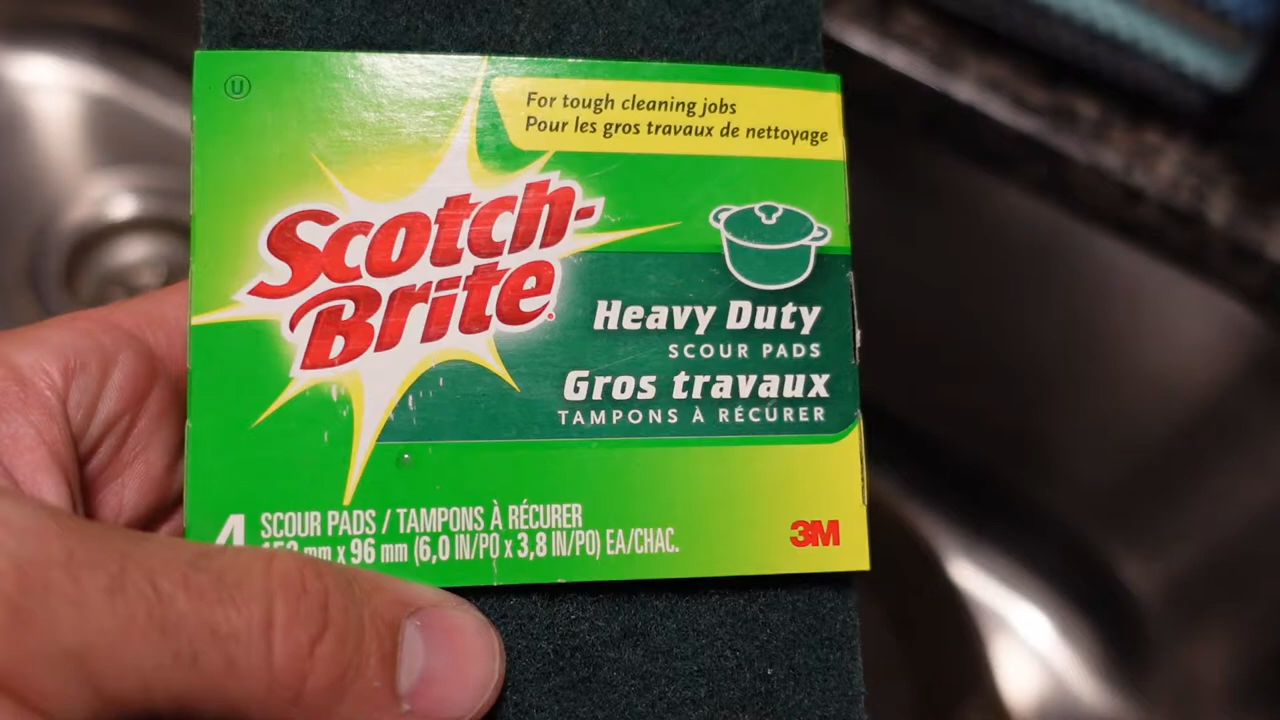 U
For tough cleaning jobs
Pour les gros travaux de nettoyage
Scotch-
Brite
Heavy Duty
SCOUR PADS
Gros travaux
TAMPONS À RÉCURER
4 SCOUR PADS / TAMPONS À RÉCURER
mm x 96 mm (6,0 IN/PO x 3,8 IN/PO) EA/CHAC.
3M